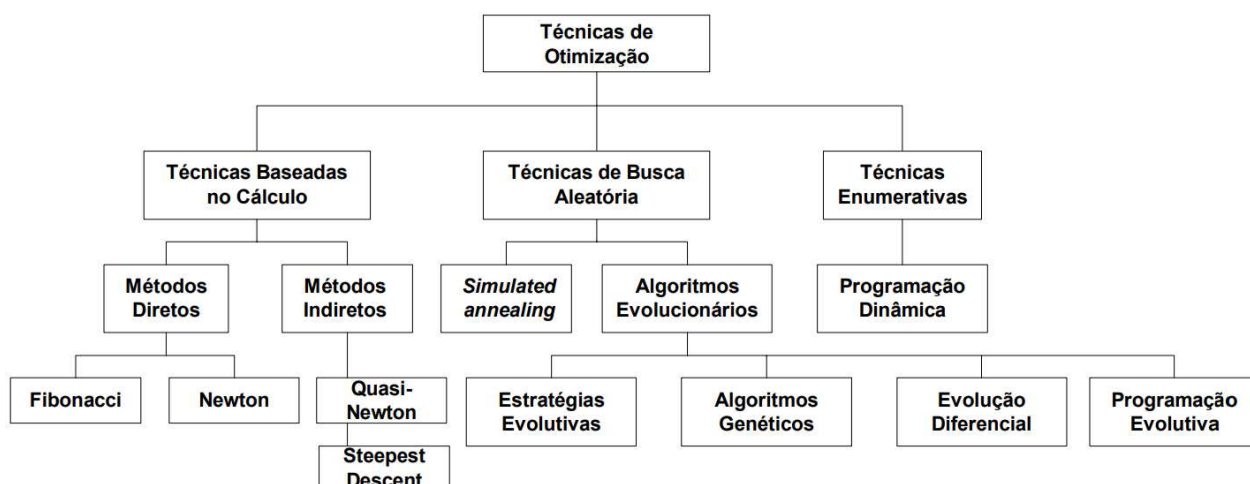 Técnicas de
Otimização
Técnicas Baseadas
no Cálculo
Técnicas de Busca
Aleatória
Técnicas
Enumerativas
Métodos
Diretos
Métodos
Indiretos
Simulated
annealing
Algoritmos
Evolucionários
Programação
Dinâmica
Fibonacci
Newton
Quasi-
Newton
Estratégias
Evolutivas
Algoritmos
Genéticos
Evolução
Diferencial
Programação
Evolutiva
Steepest
Descent